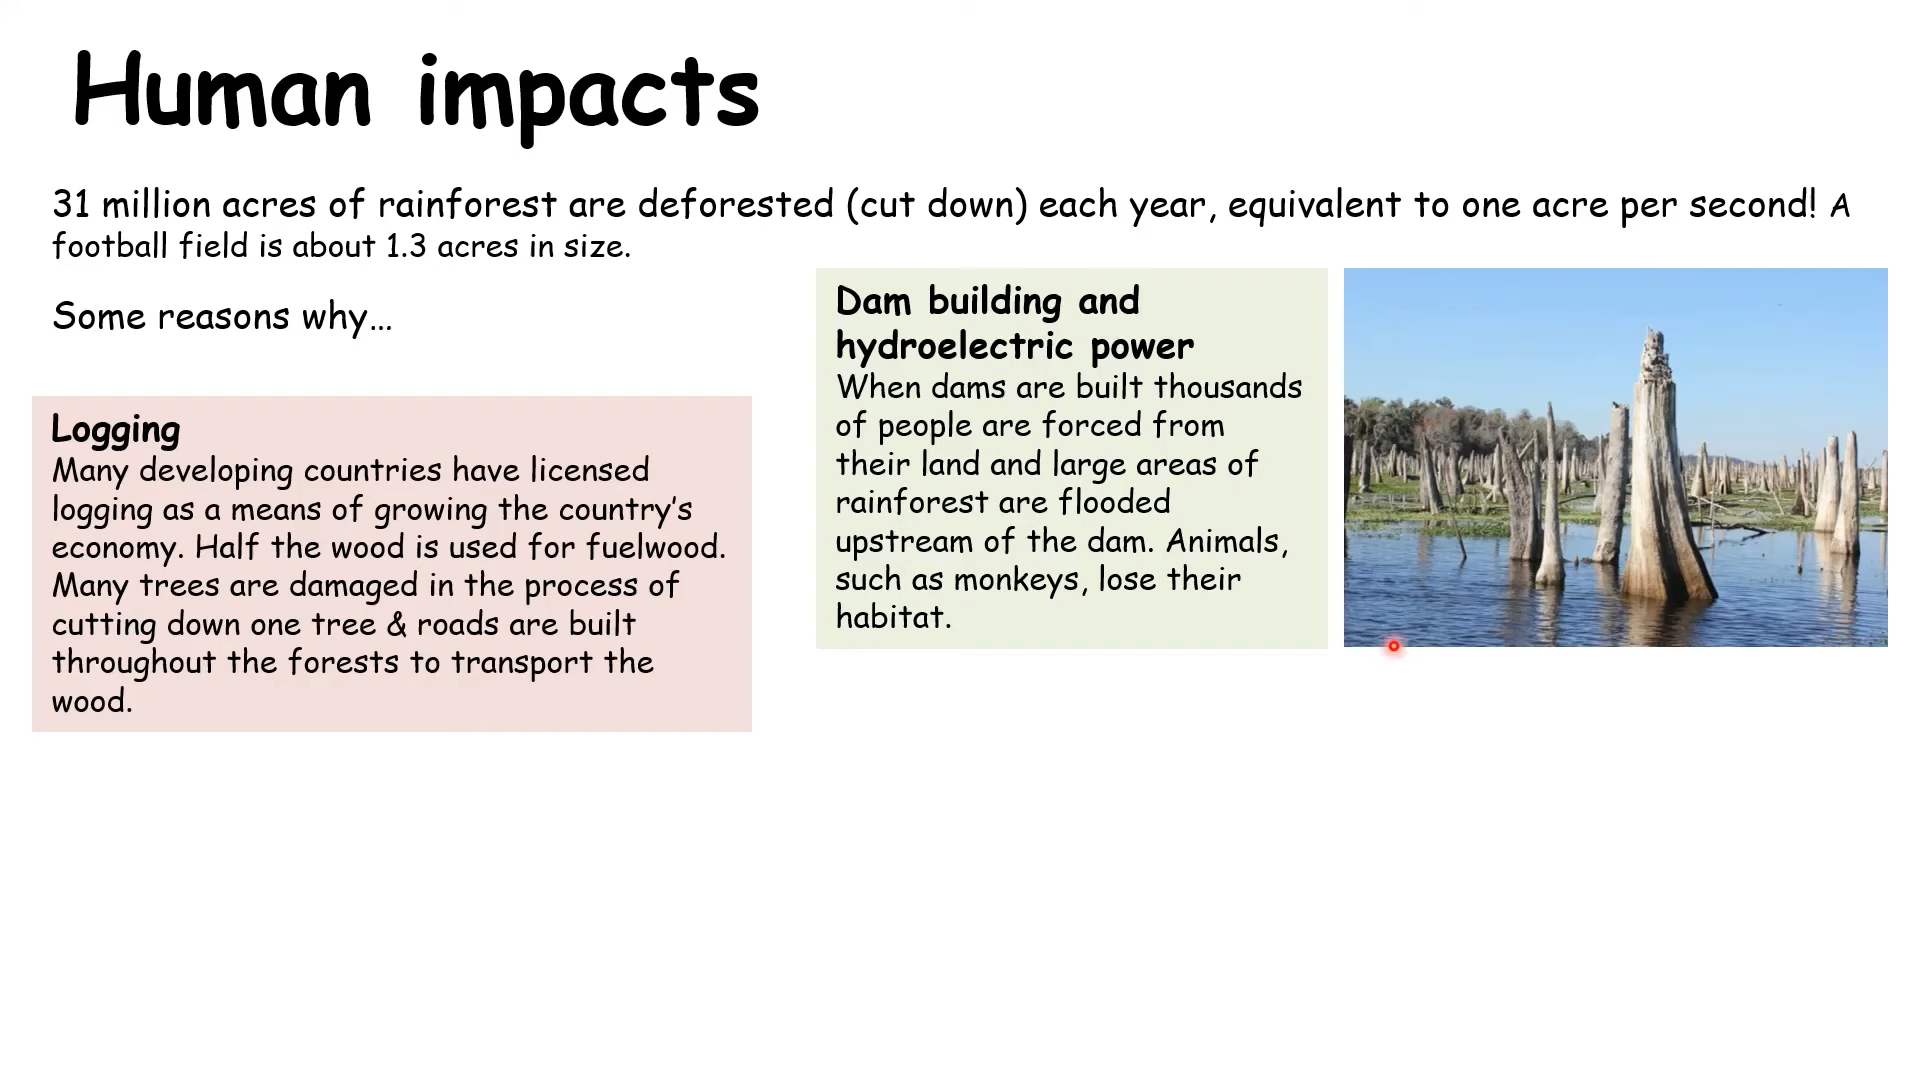 Human impacts
31 million acres of rainforest are deforested (cut down) each year, equivalent to one acre per second! A
football field is about 1.3 acres in size.
Some reasons why…
Logging
Many developing countries have licensed
logging as a means of growing the country’s
economy. Half the wood is used for fuelwood.
Many trees are damaged in the process of
cutting down one tree & roads are built
throughout the forests to transport the
wood.
Dam building and
hydroelectric power
When dams are built thousands
of people are forced from
their land and large areas of
rainforest are flooded
upstream of the dam. Animals,
such as monkeys, lose their
habitat.